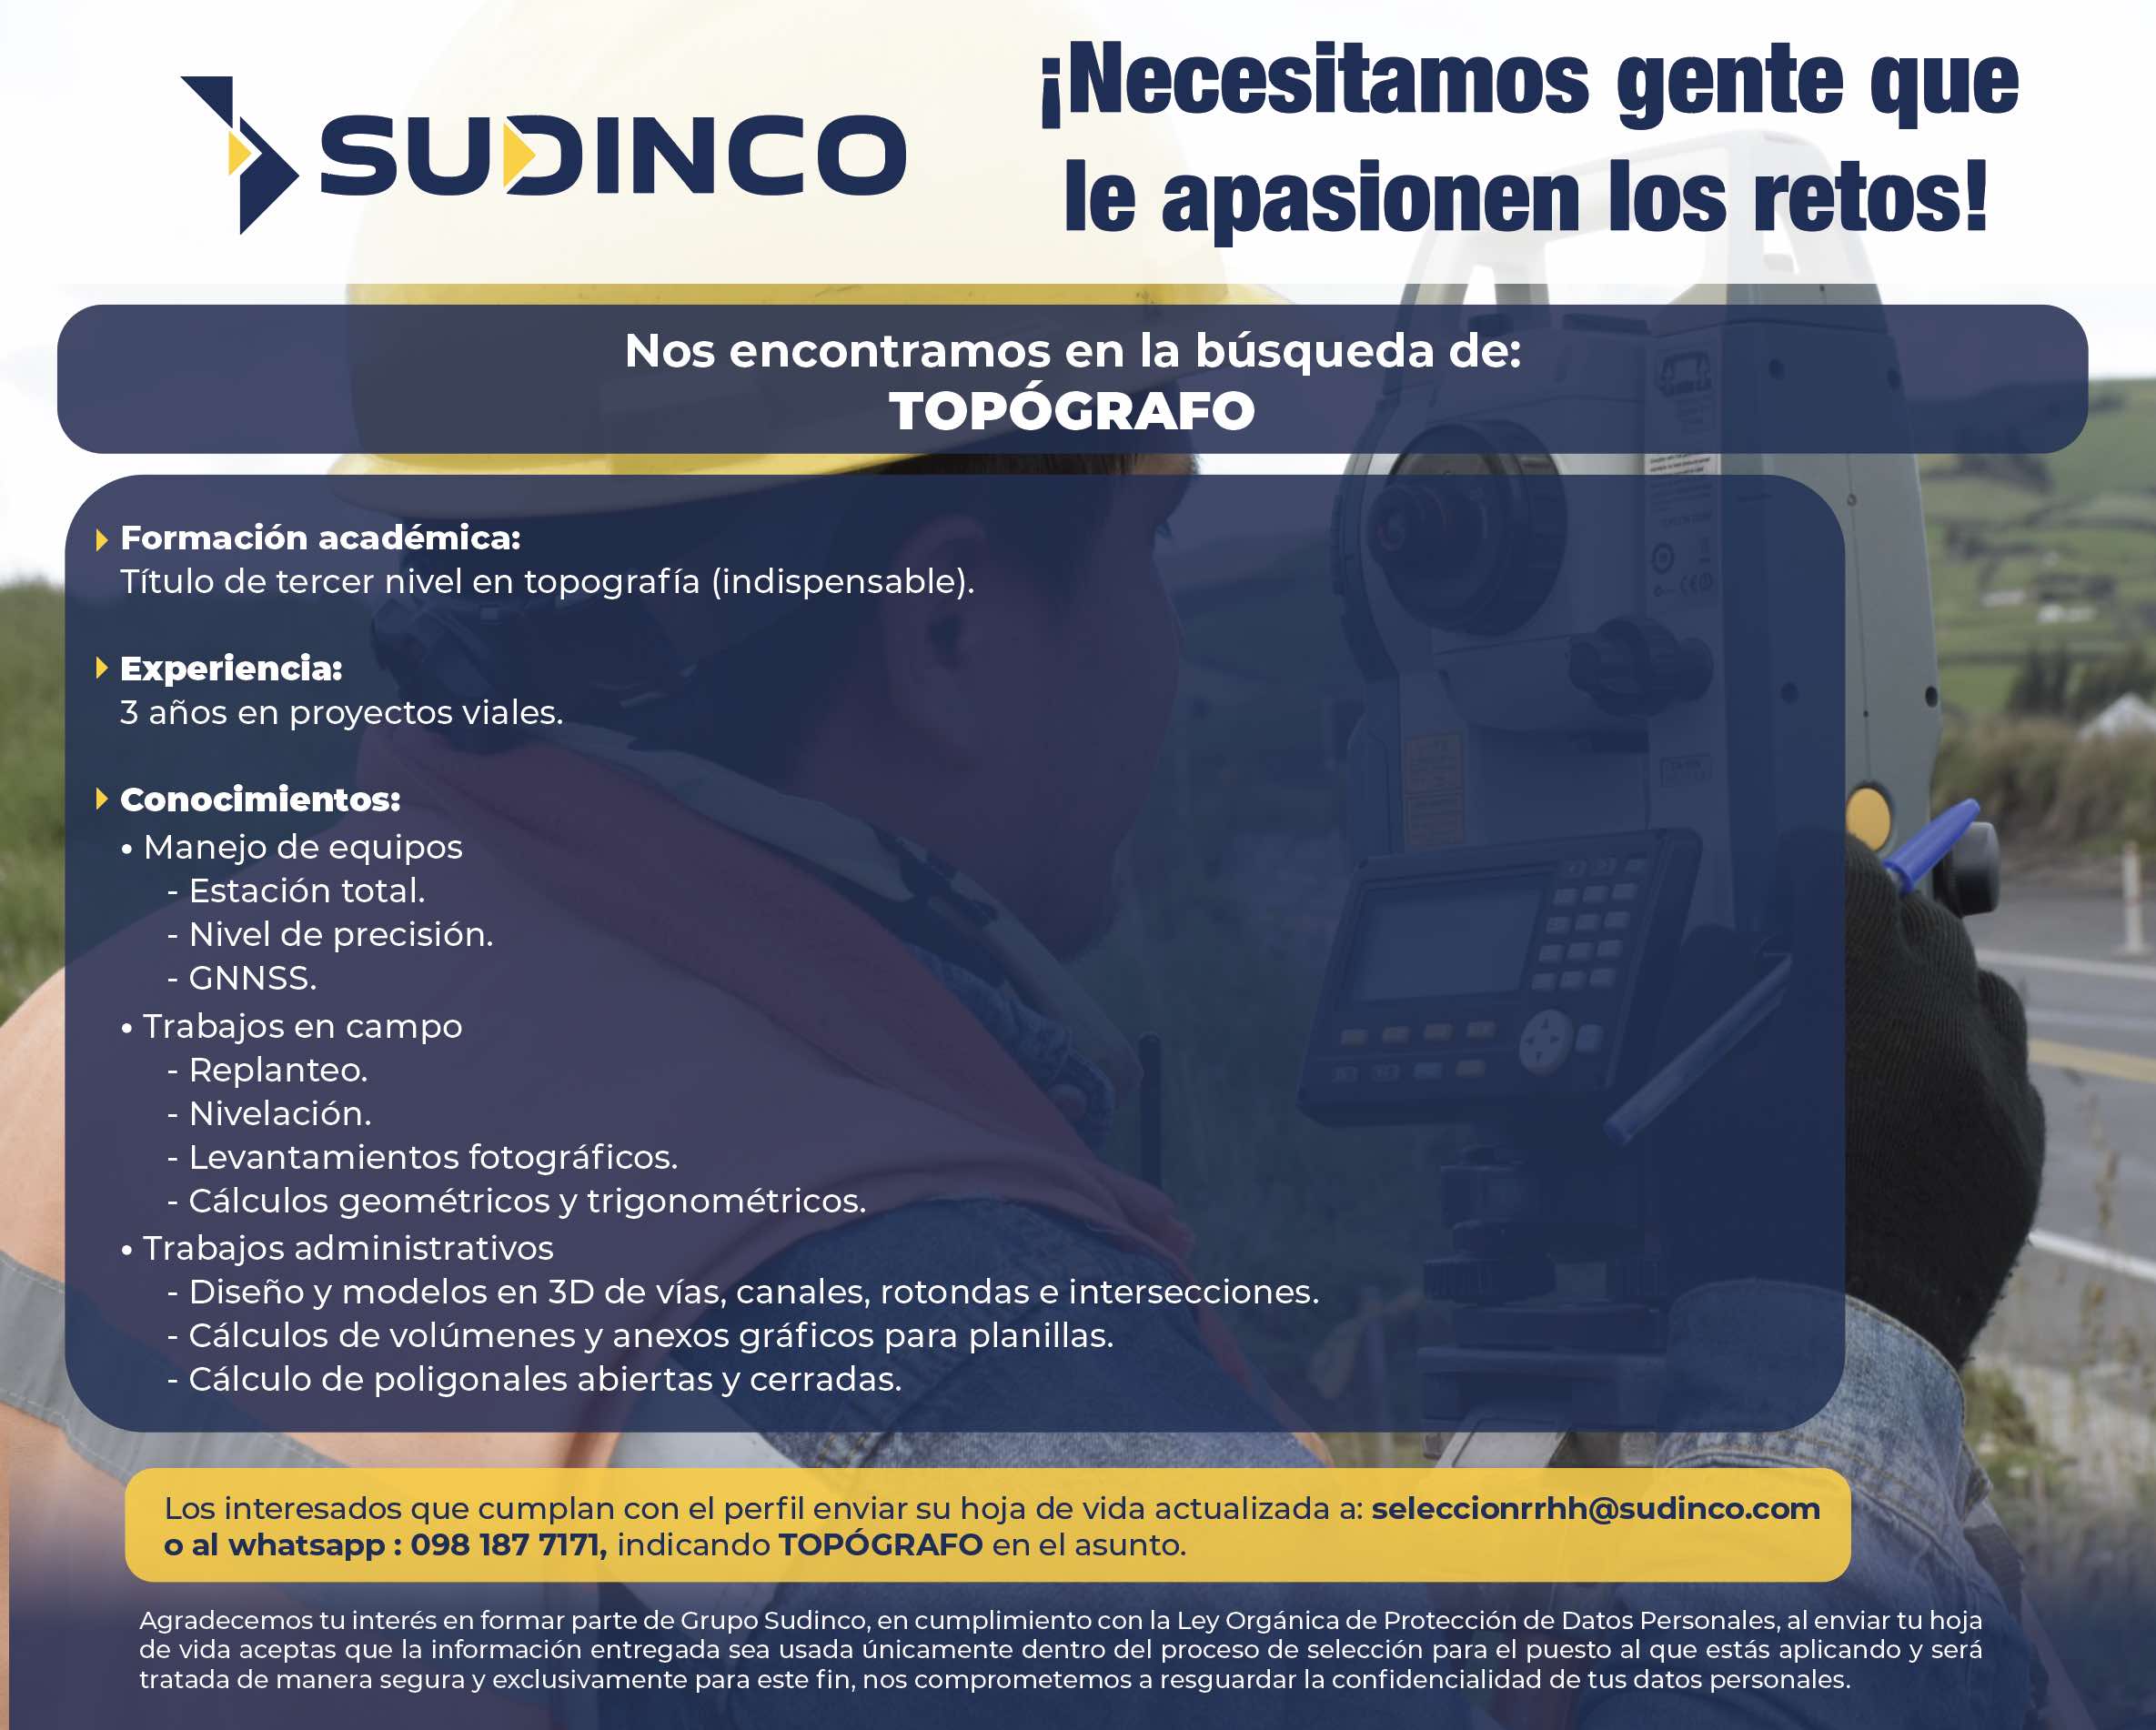 SUDINCO
¡Necesitamos gente que
le apasionen los retos!
Nos encontramos en la búsqueda de:
TOPÓGRAFO
Formación académica:
Título de tercer nivel en topografía (indispensable).
Experiencia:
3 años en proyectos viales.
Conocimientos:
• Manejo de equipos
- Estación total.
- Nivel de precisión.
- GNNSS.
• Trabajos en campo
- Replanteo.
- Nivelación.
- Levantamientos fotográficos.
- Cálculos geométricos y trigonométricos.
• Trabajos administrativos
- Diseño y modelos en 3D de vías, canales, rotondas e intersecciones.
- Cálculos de volúmenes y anexos gráficos para planillas.
- Cálculo de poligonales abiertas y cerradas.
Los interesados que cumplan con el perfil enviar su hoja de vida actualizada a: seleccionrrhh@sudinco.com
o al whatsapp : 098 187 7171, indicando TOPÓGRAFO en el asunto.
Agradecemos tu interés en formar parte de Grupo Sudinco, en cumplimiento con la Ley Orgánica de Protección de Datos Personales, al enviar tu hoja
de vida aceptas que la información entregada sea usada únicamente dentro del proceso de selección para el puesto al que estás aplicando y será
tratada de manera segura y exclusivamente para este fin, nos comprometemos a resguardar la confidencialidad de tus datos personales.